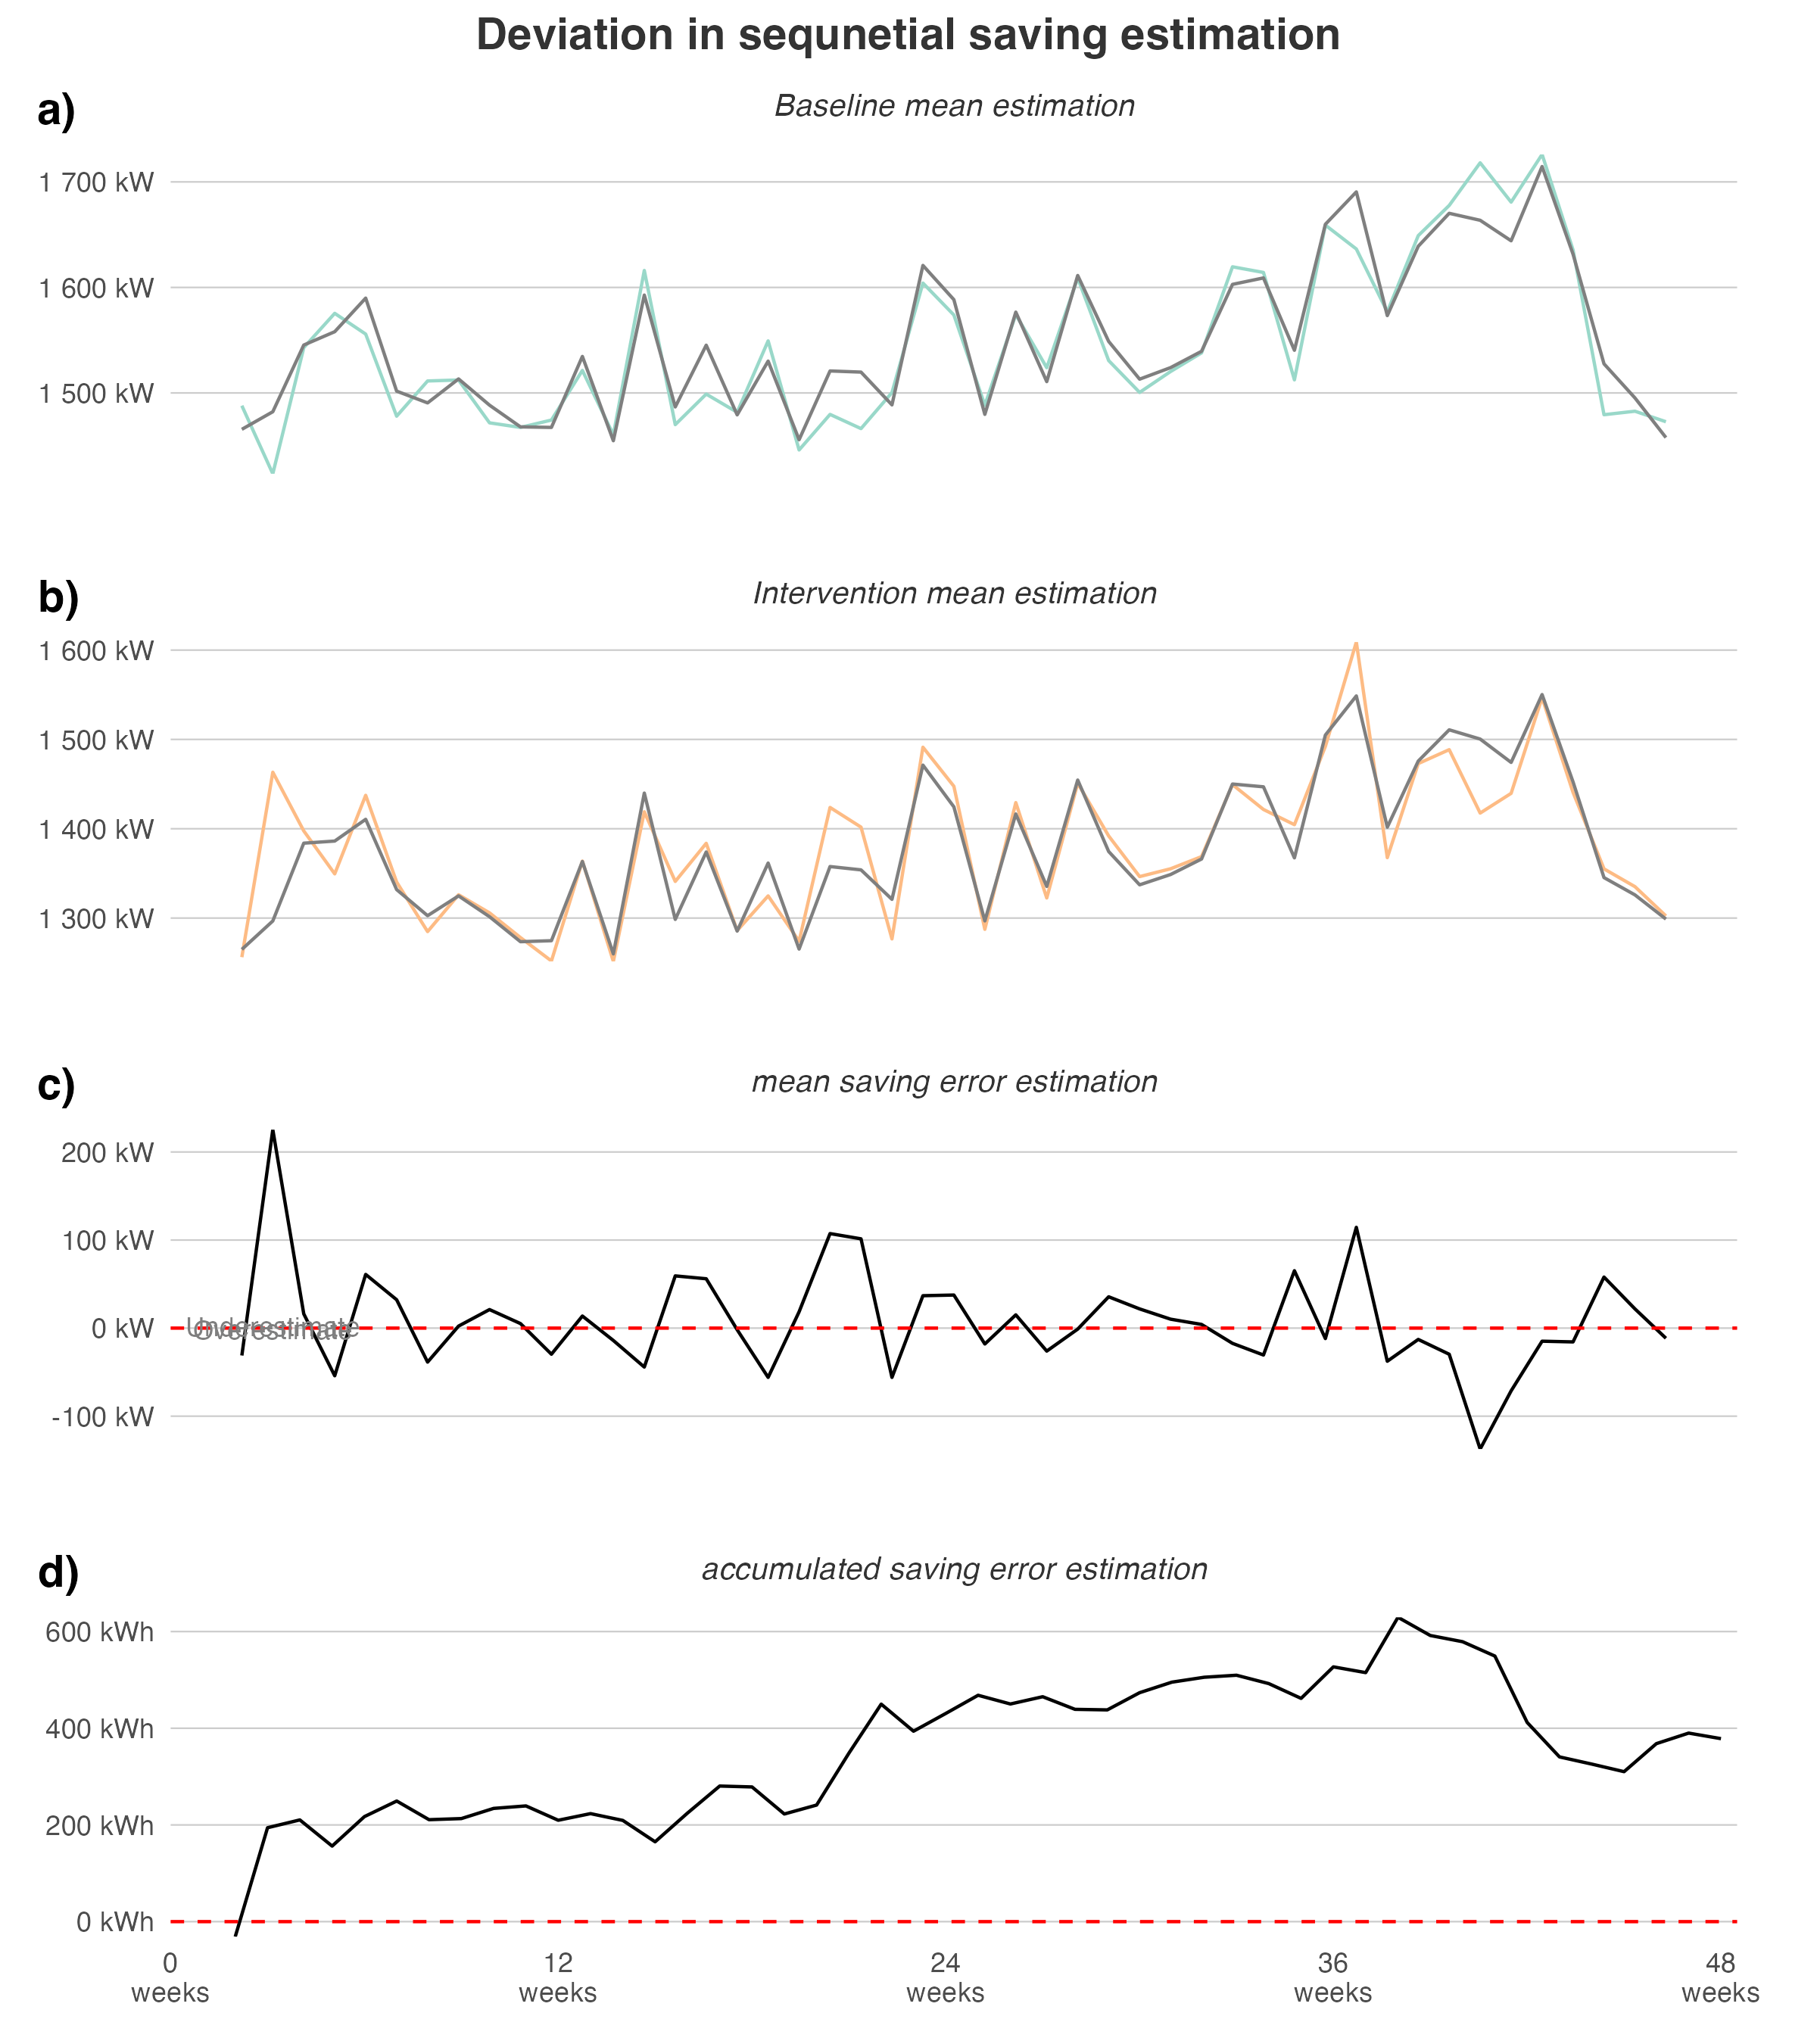 Deviation in sequnetial saving estimation
a)
Baseline mean estimation
1 700 kW
1 600 kW
1 500 kW
b)
Intervention mean estimation
1 600 kW
1 500 kW
1 400 kW
1 300 kW
c)
mean saving error estimation
200 kW
100 kW
0 kW
Underestimate
Overestimate
-100 kW
d)
accumulated saving error estimation
600 kWh
400 kWh
200 kWh
0 kWh
0 12 24 36 48
weeks weeks weeks weeks weeks